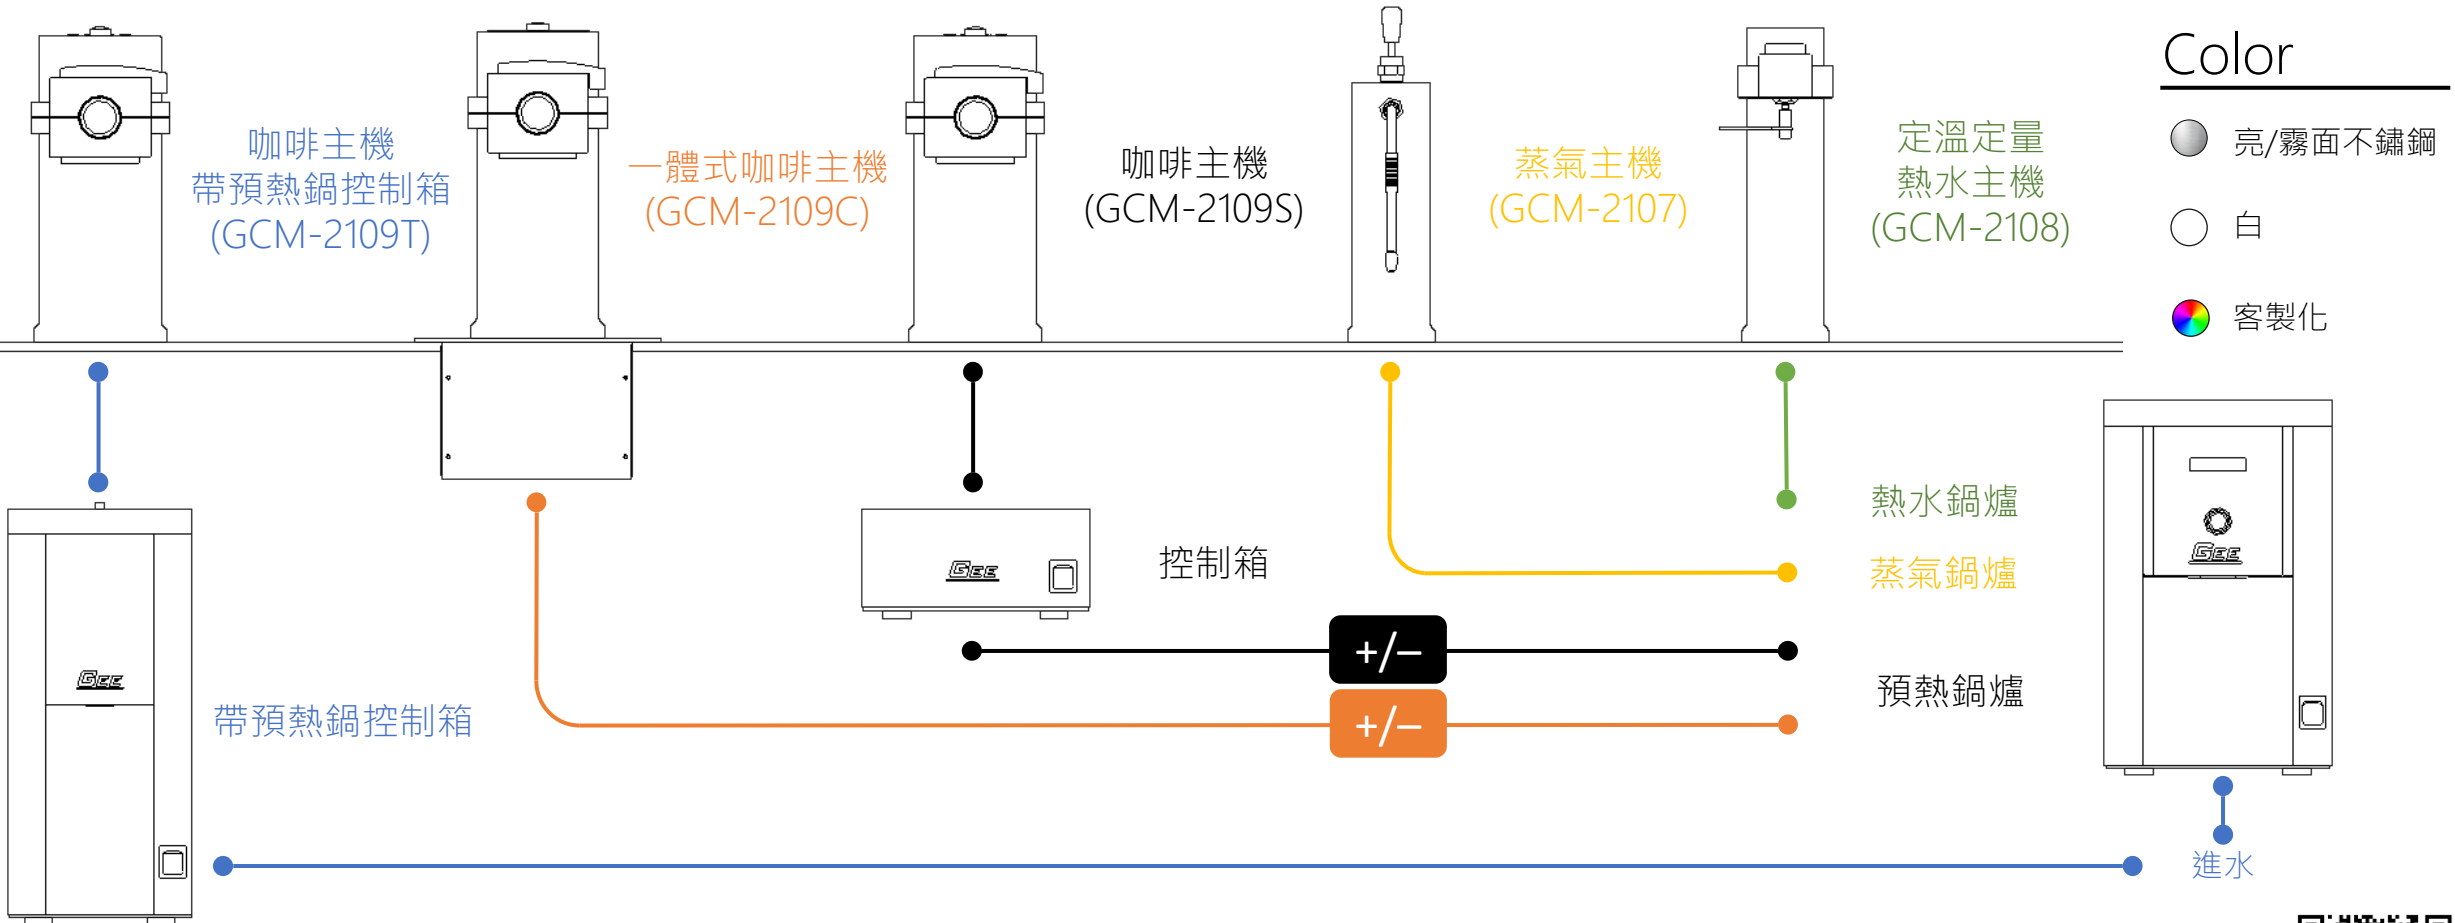 咖啡主機
帶預熱鍋控制箱
(GCM-2109T)
一體式咖啡主機
(GCM-2109C)
咖啡主機
(GCM-2109S)
蒸氣主機
(GCM-2107)
定溫定量
熱水主機
(GCM-2108)
Color
亮/霧面不鏽鋼
白
客製化
熱水鍋爐
蒸氣鍋爐
預熱鍋爐
GEE
控制箱
GEE
+/−
+/−
GEE
帶預熱鍋控制箱
進水